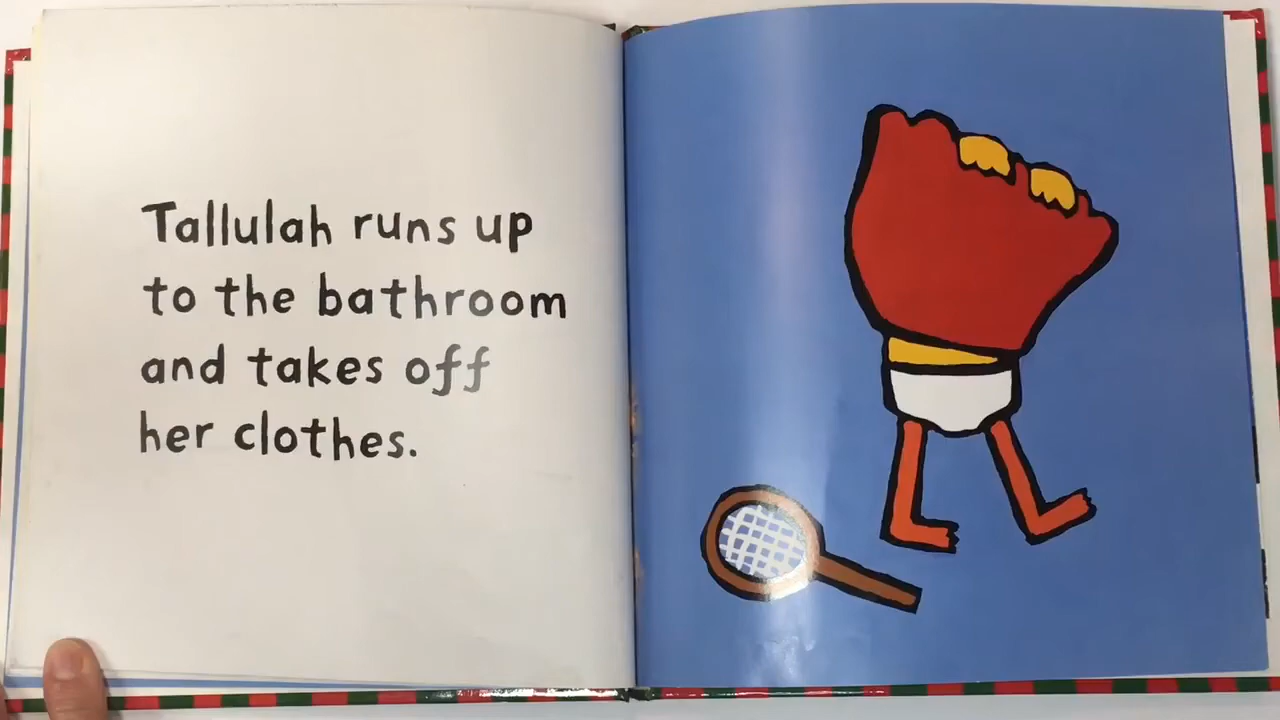 Tallulah runs up
to the bathroom
and takes off
her clothes.